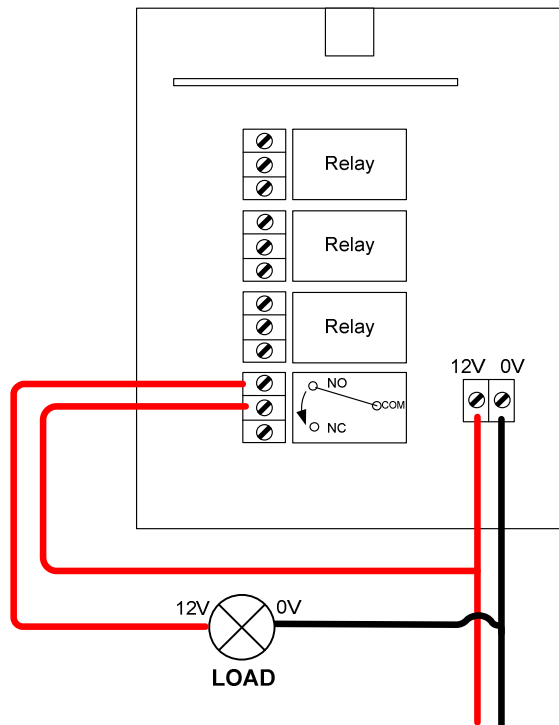 Relay
Relay
Relay
12V 0V
NO
COM
NC
12V 0V
LOAD